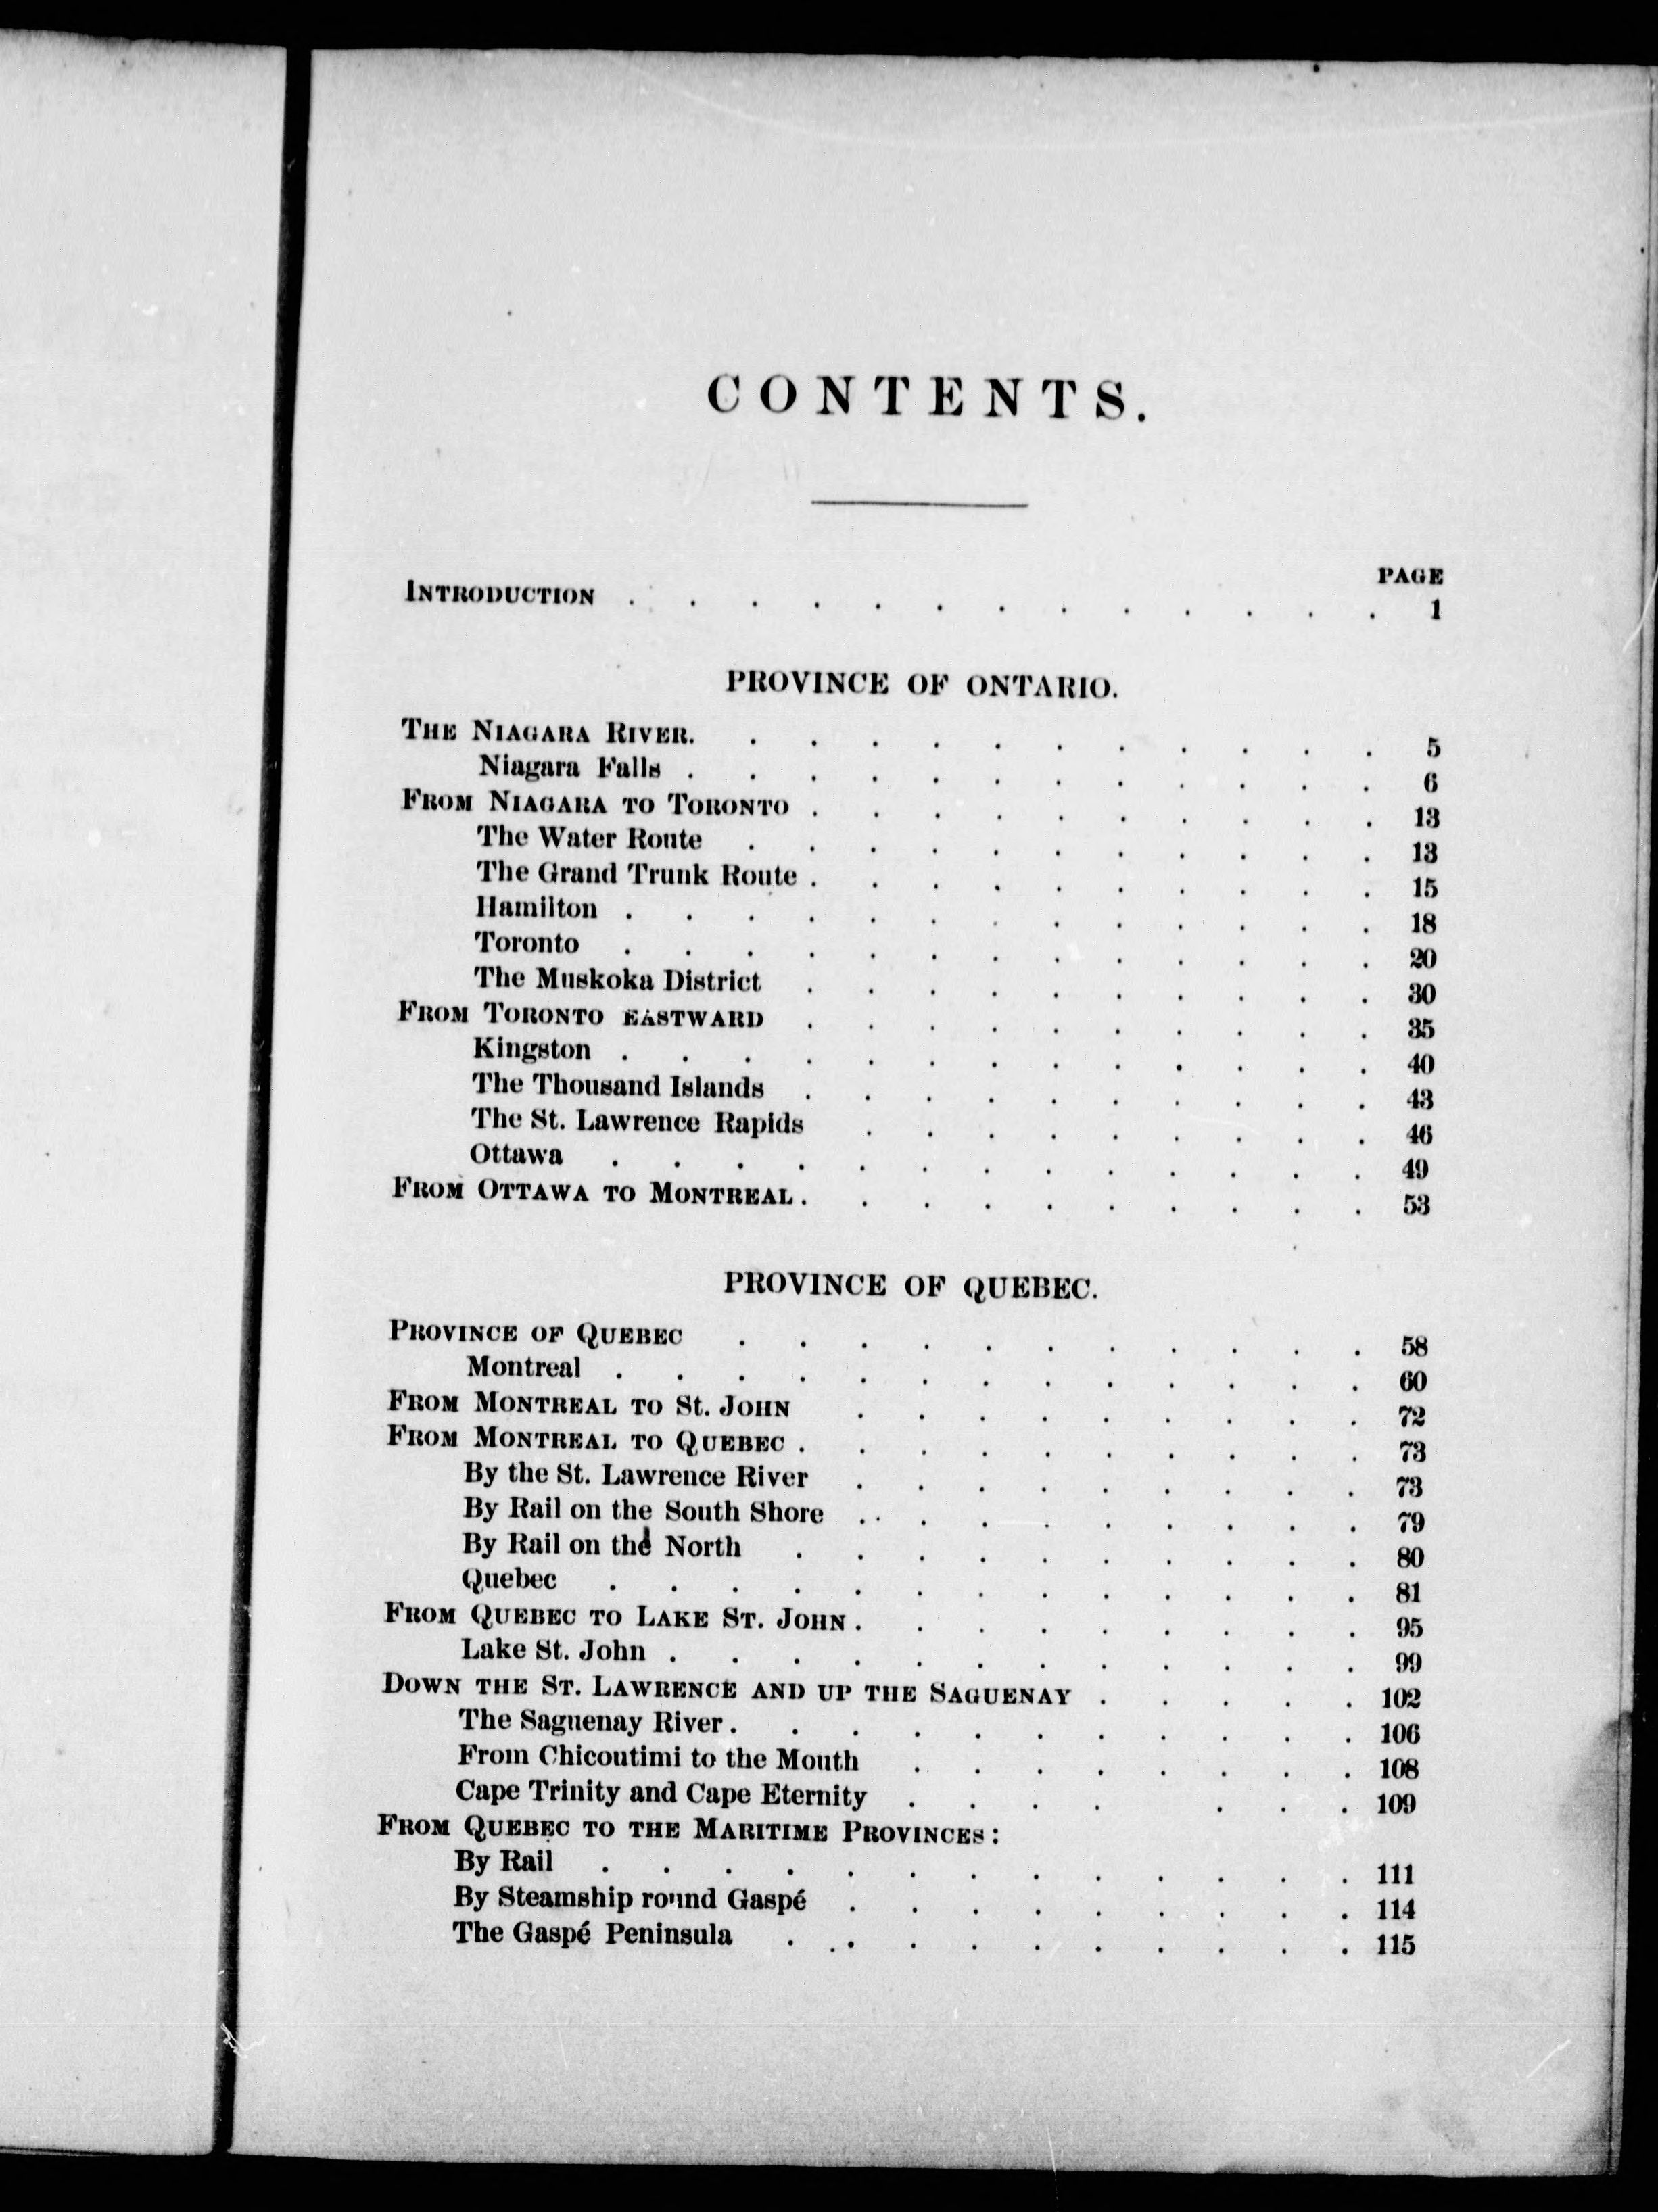 CONTENTS.
PAGE
INTRODUCTION . . . . . . . . . . . . . 1
PROVINCE OF ONTARIO.
THE NIAGARA RIVER. . . . . . . . . . . . 5
Niagara Falls . . . . . . . . . . . . 6
FROM NIAGARA TO TORONTO . . . . . . . . . . 13
The Water Route . . . . . . . . . . . 13
The Grand Trunk Route . . . . . . . . . . 15
Hamilton . . . . . . . . . . . . . 18
Toronto . . . . . . . . . . . . . 20
The Muskoka District . . . . . . . . . . 30
FROM TORONTO EASTWARD . . . . . . . . . . 35
Kingston . . . . . . . . . . . . . 40
The Thousand Islands . . . . . . . . . . 43
The St. Lawrence Rapids . . . . . . . . . 46
Ottawa . . . . . . . . . . . . . 49
FROM OTTAWA TO MONTREAL . . . . . . . . . . 53
PROVINCE OF QUEBEC.
PROVINCE OF QUEBEC . . . . . . . . . . . 58
Montreal . . . . . . . . . . . . . 60
FROM MONTREAL TO St. JOHN . . . . . . . . . 72
FROM MONTREAL TO QUEBEC . . . . . . . . . . 73
By the St. Lawrence River . . . . . . . . . 73
By Rail on the South Shore . . . . . . . . . 79
By Rail on the North . . . . . . . . . . 80
Quebec . . . . . . . . . . . . . 81
FROM QUEBEC TO LAKE ST. JOHN . . . . . . . . . 95
Lake St. John . . . . . . . . . . . . 99
DOWN THE ST. LAWRENCE AND UP THE SAGUENAY . . . . . 102
The Saguenay River . . . . . . . . . . . 106
From Chicoutimi to the Mouth . . . . . . . . 108
Cape Trinity and Cape Eternity . . . . . . . 109
FROM QUEBEC TO THE MARITIME PROVINCES:
By Rail . . . . . . . . . . . . . 111
By Steamship round Gaspé . . . . . . . . . 114
The Gaspé Peninsula . . . . . . . . . . 115